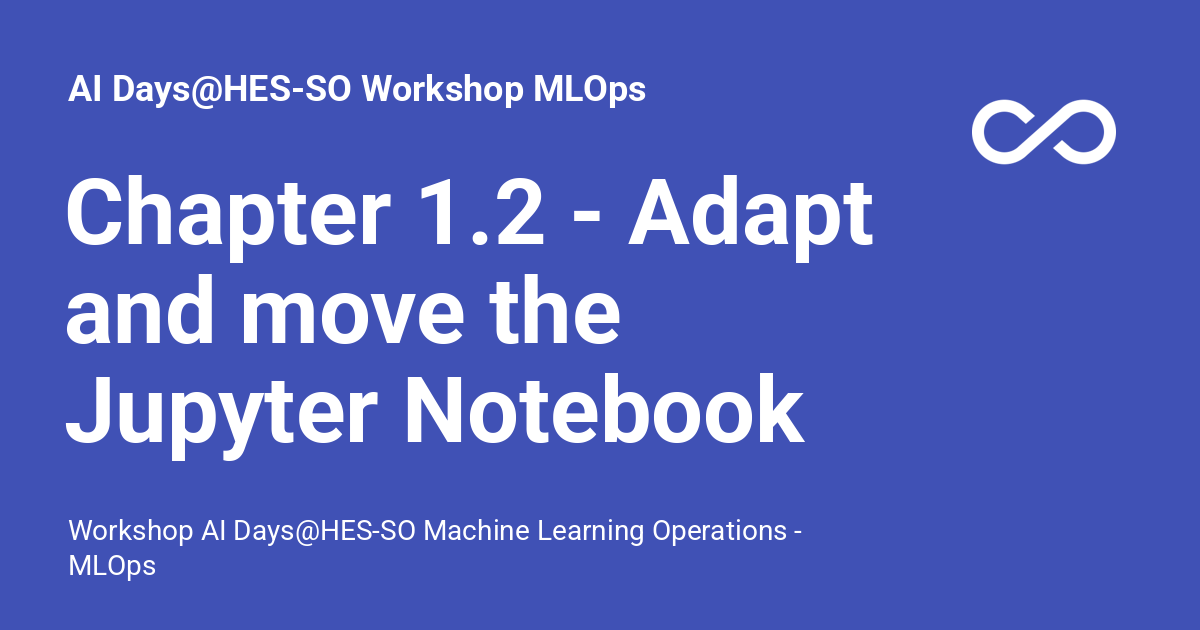 AI Days@HES-SO Workshop MLOps
Chapter 1.2 - Adapt
and move the
Jupyter Notebook
Workshop AI Days@HES-SO Machine Learning Operations -
MLOps